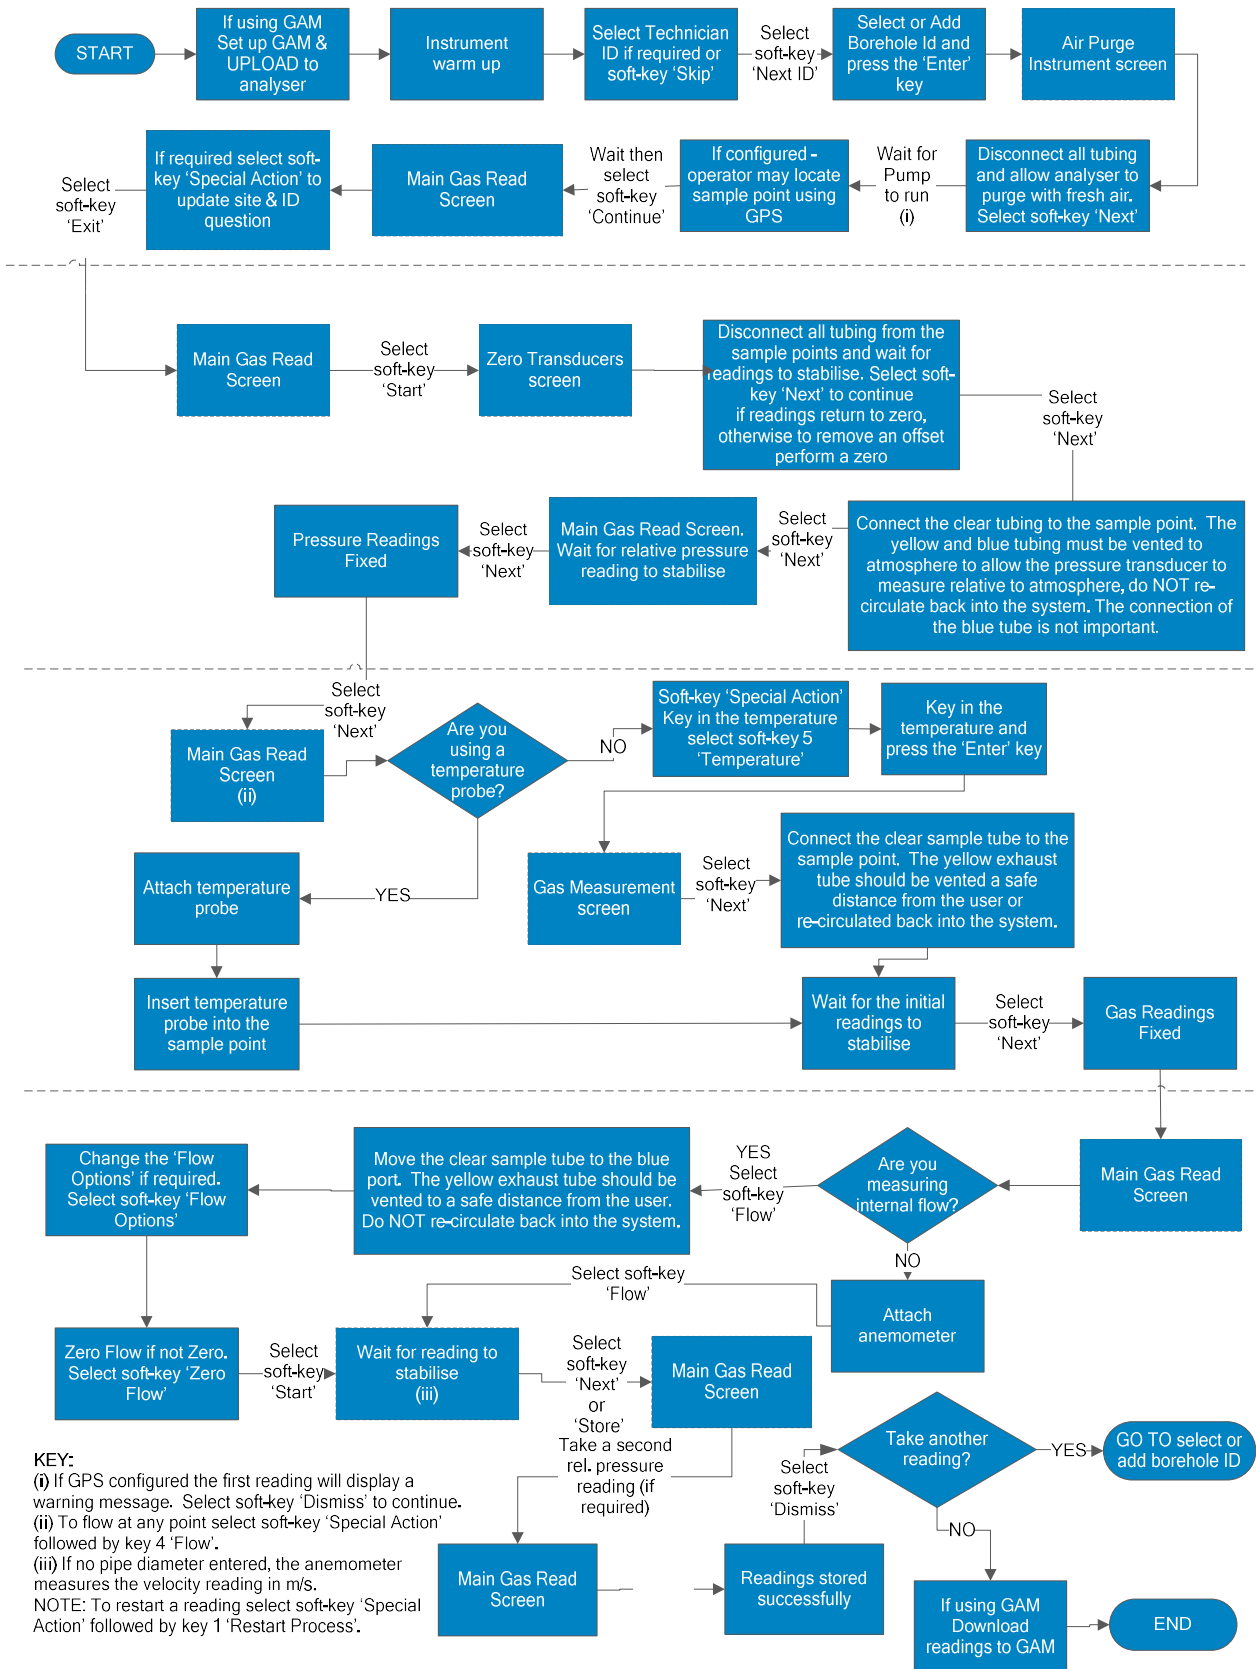 START
If using GAM
Set up GAM &
UPLOAD to
analyser
Instrument
warm up
Select Technician
ID if required or
soft-key ‘Skip’
Select
soft-key
‘Next ID’
Select or Add
Borehole Id and
press the ‘Enter’
key
Air Purge
Instrument screen
Disconnect all tubing
and allow analyser to
purge with fresh air.
Select soft-key ‘Next’
Wait for
Pump
to run
(i)
If configured -
operator may locate
sample point using
GPS
Wait then
select
soft-key
‘Continue’
Main Gas Read
Screen
If required select soft-
key ‘Special Action’ to
update site & ID
question
Select
soft-key
‘Exit’
Main Gas Read
Screen
Select
soft-key
‘Start’
Zero Transducers
screen
Disconnect all tubing from the
sample points and wait for
readings to stabilise. Select soft-
key ‘Next’ to continue
if readings return to zero,
otherwise to remove an offset
perform a zero
Select
soft-key
‘Next’
Connect the clear tubing to the sample point. The
yellow and blue tubing must be vented to
atmosphere to allow the pressure transducer to
measure relative to atmosphere, do NOT re-
circulate back into the system. The connection of
the blue tube is not important.
Select
soft-key
‘Next’
Main Gas Read Screen.
Wait for relative pressure
reading to stabilise
Select
soft-key
‘Next’
Pressure Readings
Fixed
Select
soft-key
‘Next’
Main Gas Read
Screen
(ii)
Are you
using a
temperature
probe?
NO
Soft-key ‘Special Action’
Key in the temperature
select soft-key 5
‘Temperature’
Key in the
temperature and
press the ‘Enter’ key
Gas Measurement
screen
Select
soft-key
‘Next’
Connect the clear sample tube to the
sample point. The yellow exhaust
tube should be vented a safe
distance from the user or
re-circulated back into the system.
YES
Attach temperature
probe
Insert temperature
probe into the
sample point
Wait for the initial
readings to
stabilise
Select
soft-key
‘Next’
Gas Readings
Fixed
Main Gas Read
Screen
Are you
measuring
internal flow?
YES
Select
soft-key
‘Flow’
Move the clear sample tube to the blue
port. The yellow exhaust tube should be
vented to a safe distance from the user.
Do NOT re-circulate back into the system.
Change the ‘Flow
Options’ if required.
Select soft-key ‘Flow
Options’
NO
Attach
anemometer
Select soft-key
‘Flow’
Zero Flow if not Zero.
Select soft-key ‘Zero
Flow’
Select
soft-key
‘Start’
Wait for reading to
stabilise
(iii)
Select
soft-key
‘Next’
or
‘Store’
Main Gas Read
Screen
Take a second
rel. pressure
reading (if
required)
Main Gas Read
Screen
Readings stored
successfully
Select
soft-key
‘Dismiss’
Take another
reading?
YES
GO TO select or
add borehole ID
NO
If using GAM
Download
readings to GAM
END
KEY:
(i) If GPS configured the first reading will display a
warning message. Select soft-key ‘Dismiss’ to continue.
(ii) To flow at any point select soft-key ‘Special Action’
followed by key 4 ‘Flow’.
(iii) If no pipe diameter entered, the anemometer
measures the velocity reading in m/s.
NOTE: To restart a reading select soft-key ‘Special
Action’ followed by key 1 ‘Restart Process’.